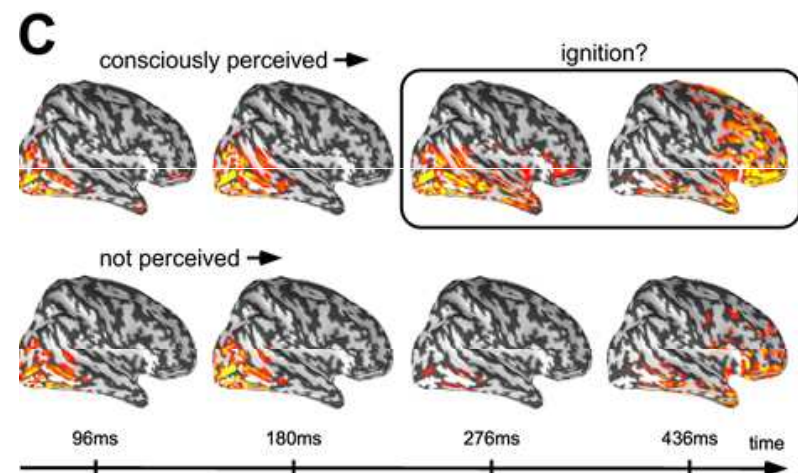 C
consciously perceived
ignition?
not perceived
96ms 180ms 276ms 436ms time